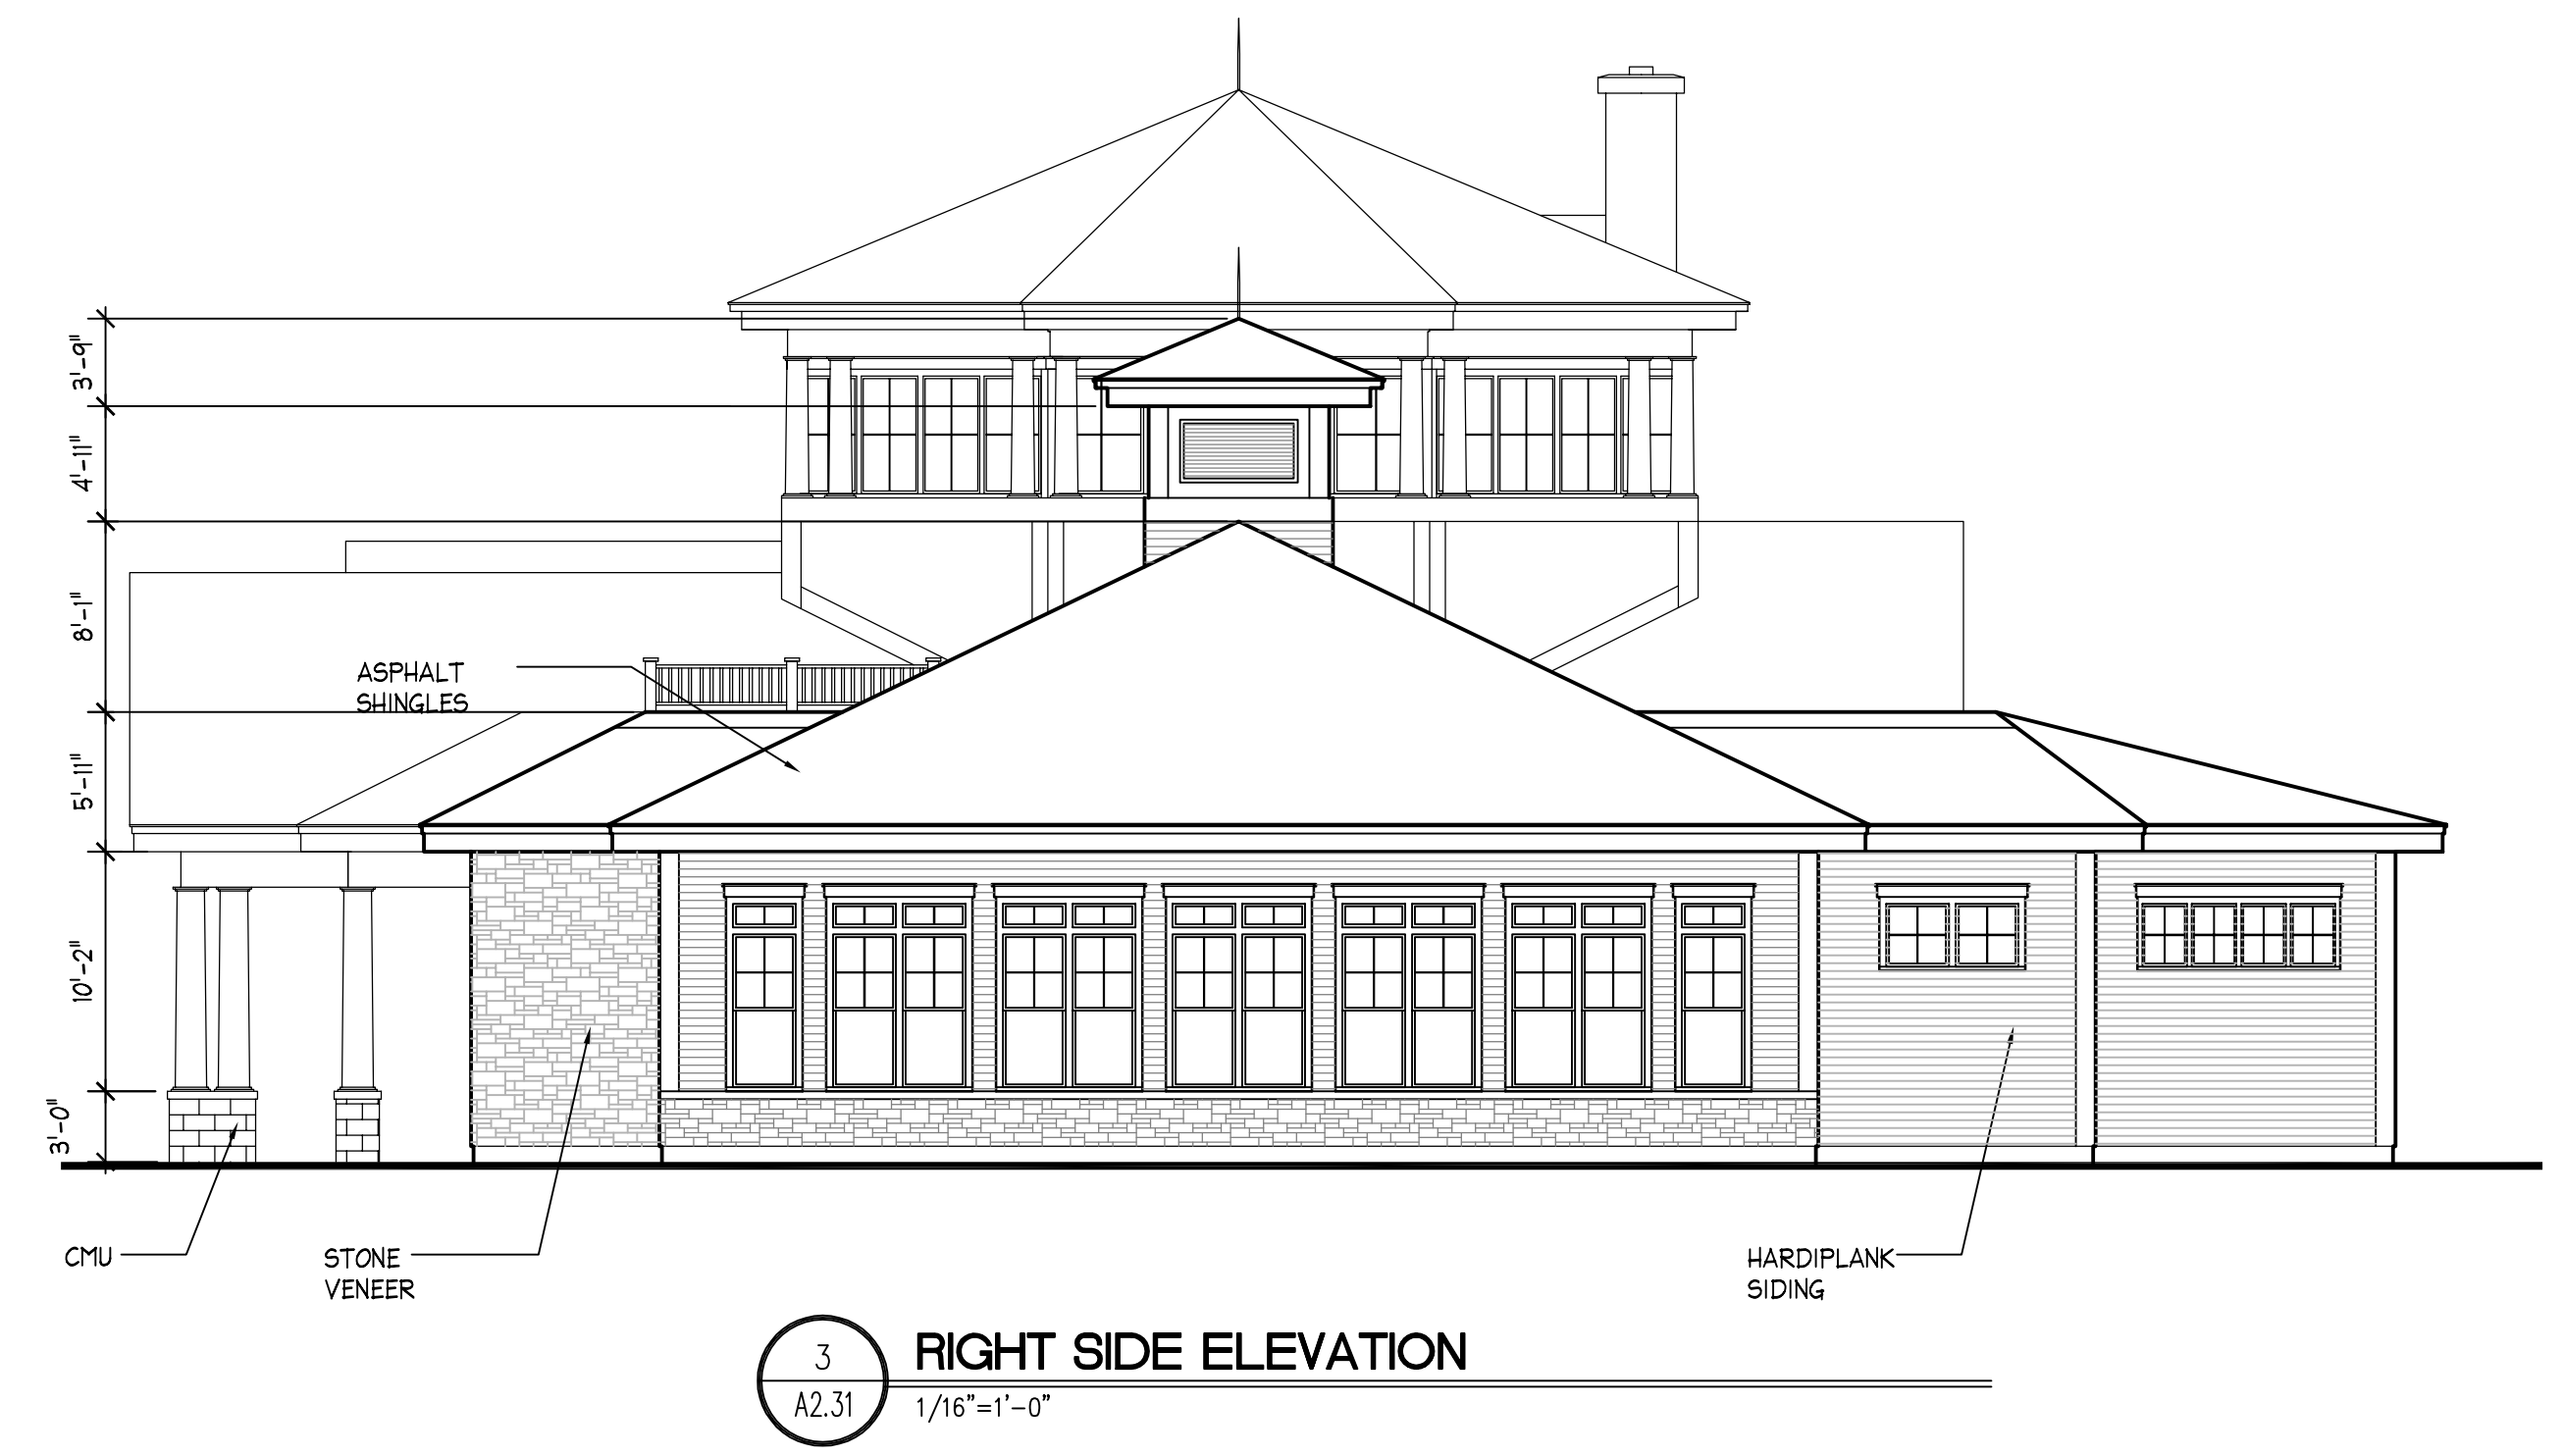 3'-9"
4'-11"
8'-1"
ASPHALT
SHINGLES
5'-11"
10'-2"
3'-0"
CMU
STONE
VENEER
HARDIPLANK
SIDING
3
A2.31
RIGHT SIDE ELEVATION
1/16"=1'-0"